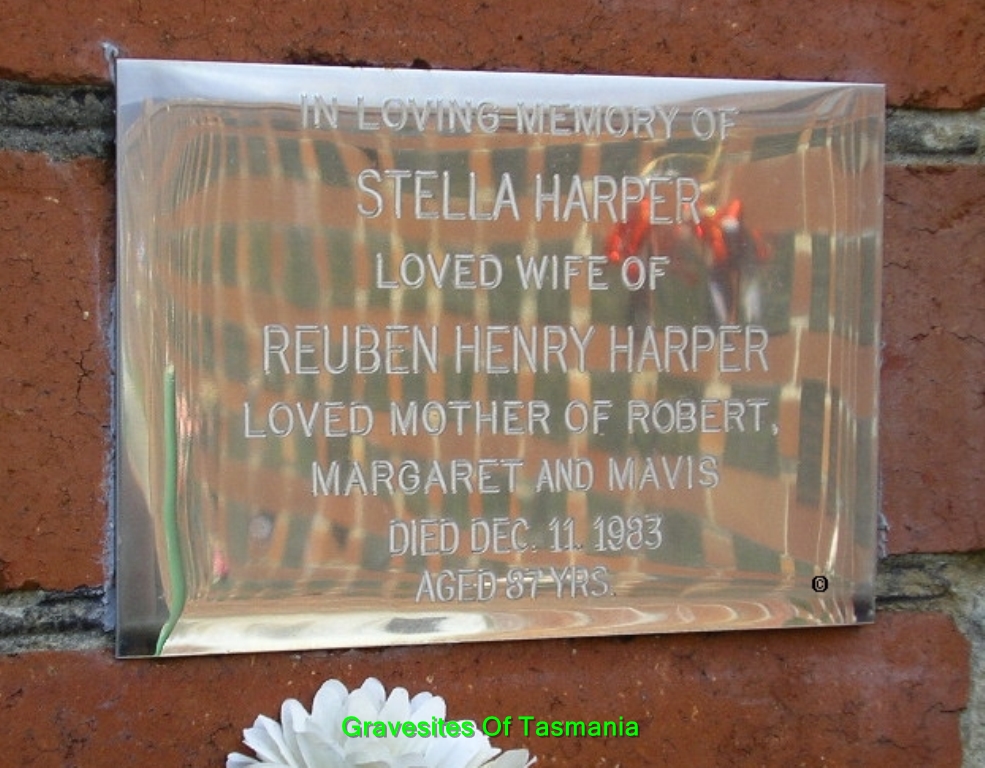 IN LOVING MEMORY OF
STELLA HARPER
LOVED WIFE OF
REUBEN HENRY HARPER
LOVED MOTHER OF ROBERT,
MARGARET AND MAVIS
DIED DEC. 11. 1983
AGED 87 YRS.
©
Gravesites Of Tasmania